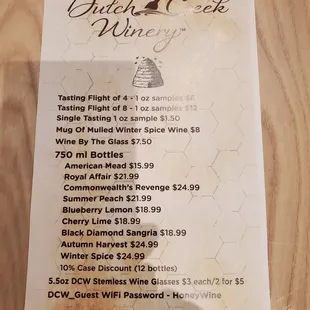 Dutch Creek
Winery
Tasting Flight of 4 - 1 oz samples $6
Tasting Flight of 8 - 1 oz samples $12
Single Tasting 1 oz sample $1.50
Mug Of Mulled Winter Spice Wine $8
Wine By The Glass $7.50
750 ml Bottles
American Mead $15.99
Royal Affair $21.99
Commonwealth's Revenge $24.99
Summer Peach $21.99
Blueberry Lemon $18.99
Cherry Lime $18.99
Black Diamond Sangria $18.99
Autumn Harvest $24.99
Winter Spice $24.99
10% Case Discount (12 bottles)
5.5oz DCW Stemless Wine Glasses $3 each/2 for $5
DCW_Guest WiFi Password - HoneyWine